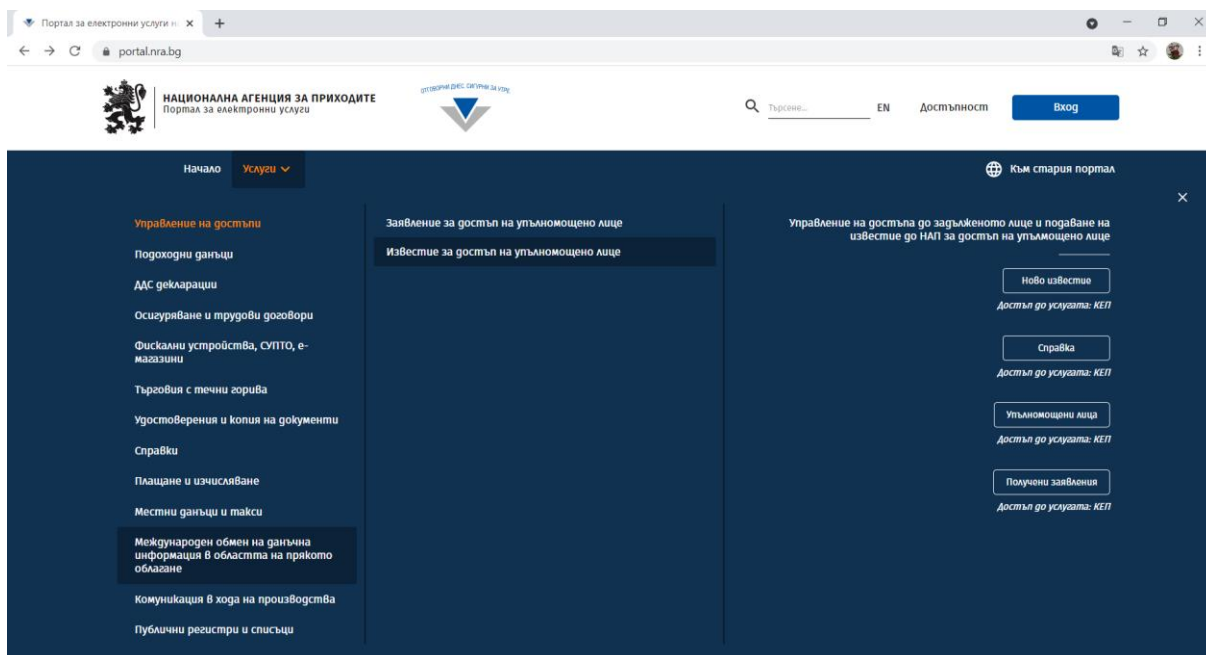 Портал за електронни услуги н
portal.nra.bg
НАЦИОНАЛНА АГЕНЦИЯ ЗА ПРИХОДИТЕ
Портал за електронни услуги
ОТГОВОРНИ ДНЕС, СИГУРНИ ЗА УТРЕ
Търсене...
EN
Достъпност
Вход
Начало
Услуги
Към стария портал
Управление на достъпи
Подоходни данъци
ДДС декларации
Осигуряване и трудови договори
Фискални устройства, СУПТО, е-
магазини
Търговия с течни горива
Удостоверения и копия на документи
Справки
Плащане и изчисляване
Местни данъци и такси
Международен обмен на данъчна
информация в областта на прякото
облагане
Комуникация в хода на производства
Публични регистри и списъци
Заявление за достъп на упълномощено лице
Известие за достъп на упълномощено лице
Управление на достъпа до задълженото лице и подаване на
известие до НАП за достъп на упълмощено лице
Ново известие
Достъп до услугата: КЕП
Справка
Достъп до услугата: КЕП
Упълномощени лица
Достъп до услугата: КЕП
Получени заявления
Достъп до услугата: КЕП